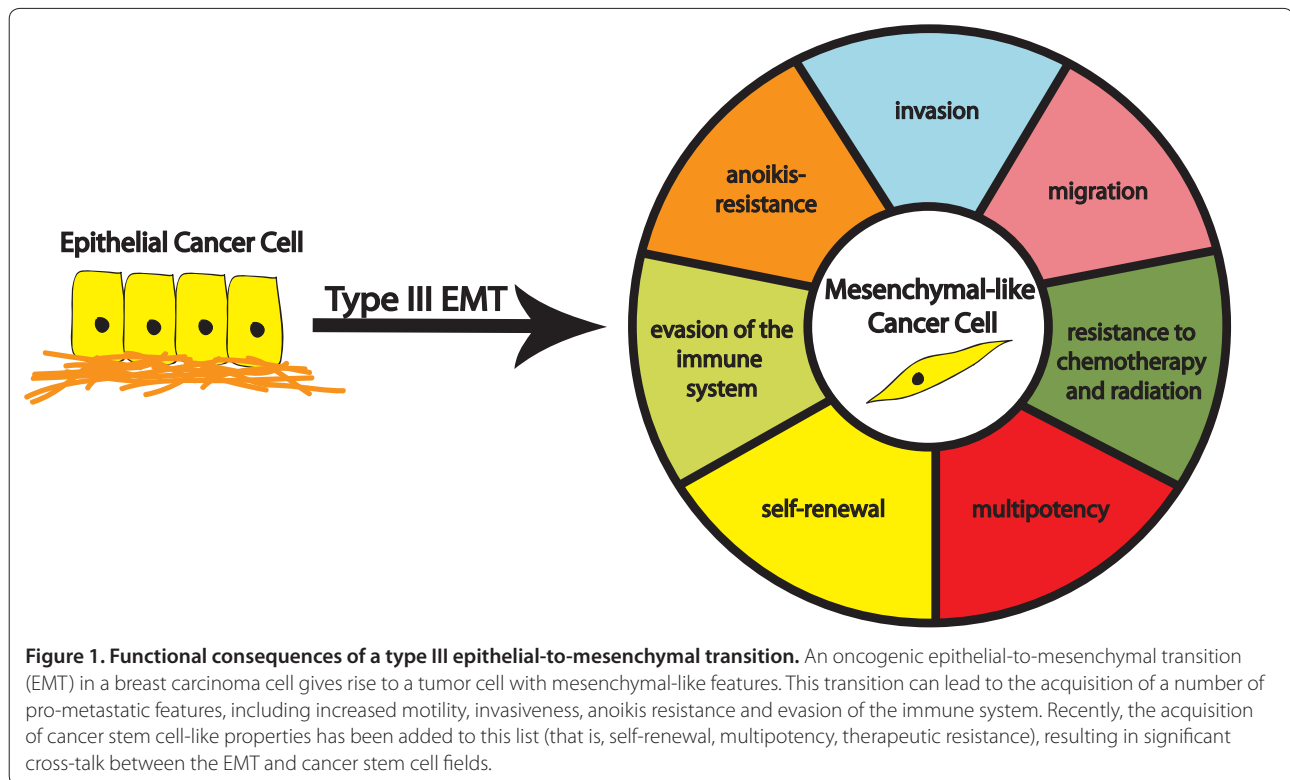 Epithelial Cancer Cell
Type III EMT
invasion
migration
resistance to
chemotherapy
and radiation
multipotency
self-renewal
evasion of the
immune
system
anoikis-
resistance
Mesenchymal-like
Cancer Cell
Figure 1. Functional consequences of a type III epithelial-to-mesenchymal transition. An oncogenic epithelial-to-mesenchymal transition
(EMT) in a breast carcinoma cell gives rise to a tumor cell with mesenchymal-like features. This transition can lead to the acquisition of a number of
pro-metastatic features, including increased motility, invasiveness, anoikis resistance and evasion of the immune system. Recently, the acquisition
of cancer stem cell-like properties has been added to this list (that is, self-renewal, multipotency, therapeutic resistance), resulting in significant
cross-talk between the EMT and cancer stem cell fields.